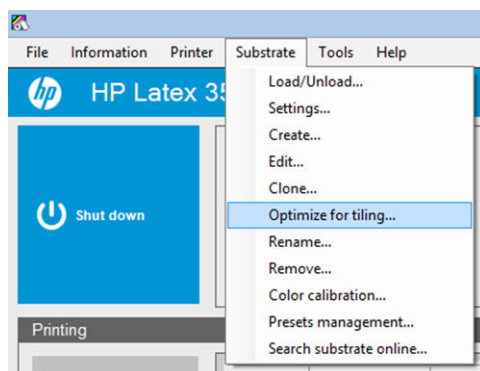 File Information Printer Substrate Tools Help
hp HP Latex 35
Load/Unload...
Settings...
Create...
Edit...
Clone...
Shut down
Optimize for tiling...
Rename...
Remove...
Color calibration...
Printing
Presets management...
Search substrate online...